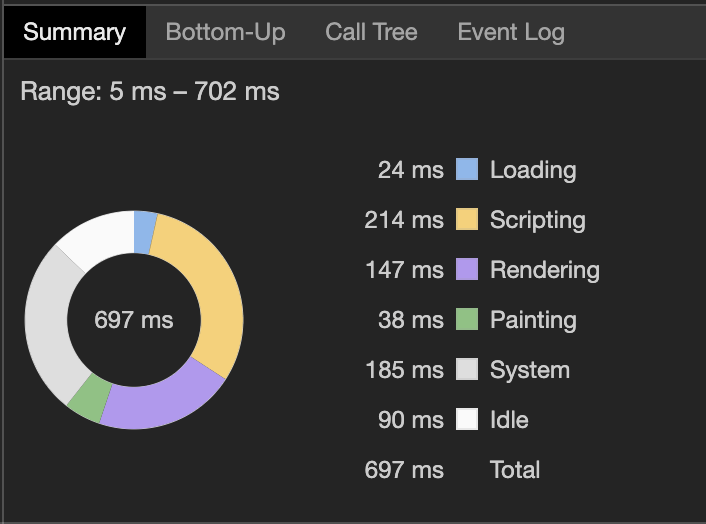 Summary Bottom-Up Call Tree Event Log
Range: 5 ms – 702 ms
24 ms Loading
214 ms Scripting
147 ms Rendering
697 ms
38 ms Painting
185 ms System
90 ms Idle
697 ms Total